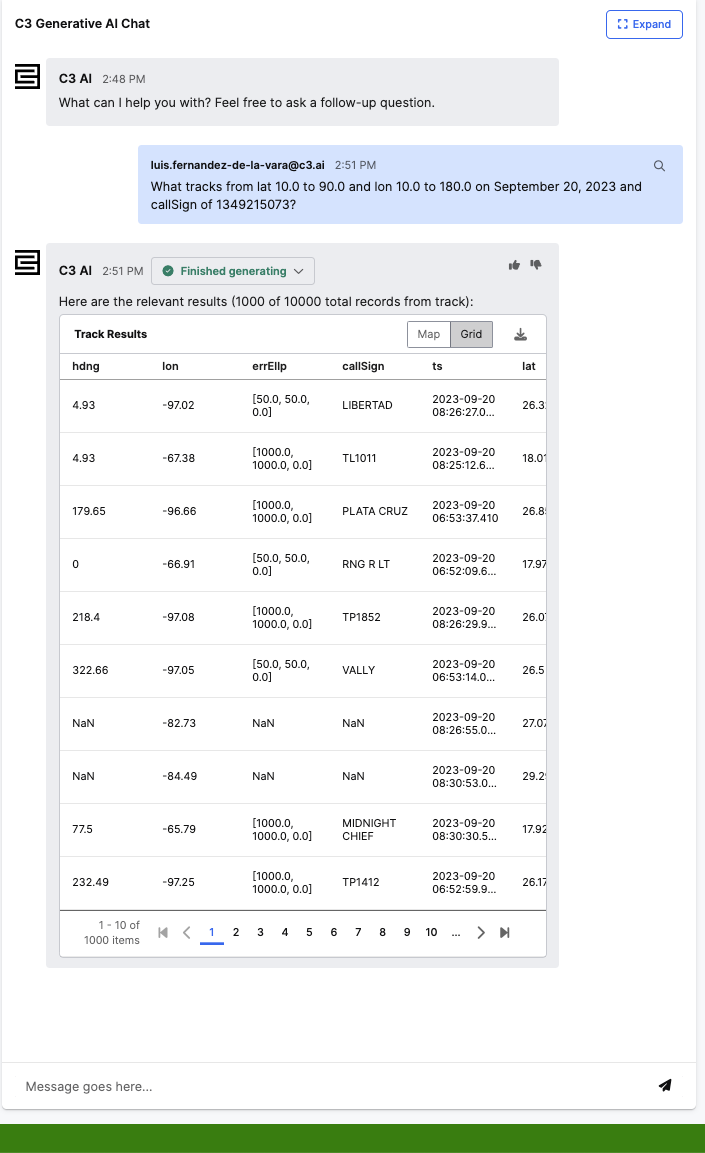 C3 Generative AI Chat
Expand
C3 AI 2:48 PM
What can I help you with? Feel free to ask a follow-up question.
luis.fernandez-de-la-vara@c3.ai 2:51 PM
What tracks from lat 10.0 to 90.0 and lon 10.0 to 180.0 on September 20, 2023 and
callSign of 1349215073?
C3 AI 2:51 PM Finished generating
Here are the relevant results (1000 of 10000 total records from track):
Track Results Map Grid
hdng lon errEllp callSign ts lat
4.93 -97.02 [50.0, 50.0, 0.0] LIBERTAD 2023-09-20 08:26:27.0... 26.3
4.93 -67.38 [1000.0, 1000.0, 0.0] TL1011 2023-09-20 08:25:12.6... 18.01
179.65 -96.66 [1000.0, 1000.0, 0.0] PLATA CRUZ 2023-09-20 06:53:37.410 26.8
0 -66.91 [50.0, 50.0, 0.0] RNG R LT 2023-09-20 06:52:09.6... 17.97
218.4 -97.08 [1000.0, 1000.0, 0.0] TP1852 2023-09-20 08:26:29.9... 26.0
322.66 -97.05 [50.0, 50.0, 0.0] VALLY 2023-09-20 06:53:14.0... 26.5
NaN -82.73 NaN NaN 2023-09-20 08:26:55.0... 27.07
NaN -84.49 NaN NaN 2023-09-20 08:30:53.0... 29.2
77.5 -65.79 [1000.0, 1000.0, 0.0] MIDNIGHT CHIEF 2023-09-20 08:30:30.5... 17.92
232.49 -97.25 [1000.0, 1000.0, 0.0] TP1412 2023-09-20 06:52:59.9... 26.17
1 - 10 of 1000 items 1 2 3 4 5 6 7 8 9 10 ...
Message goes here...